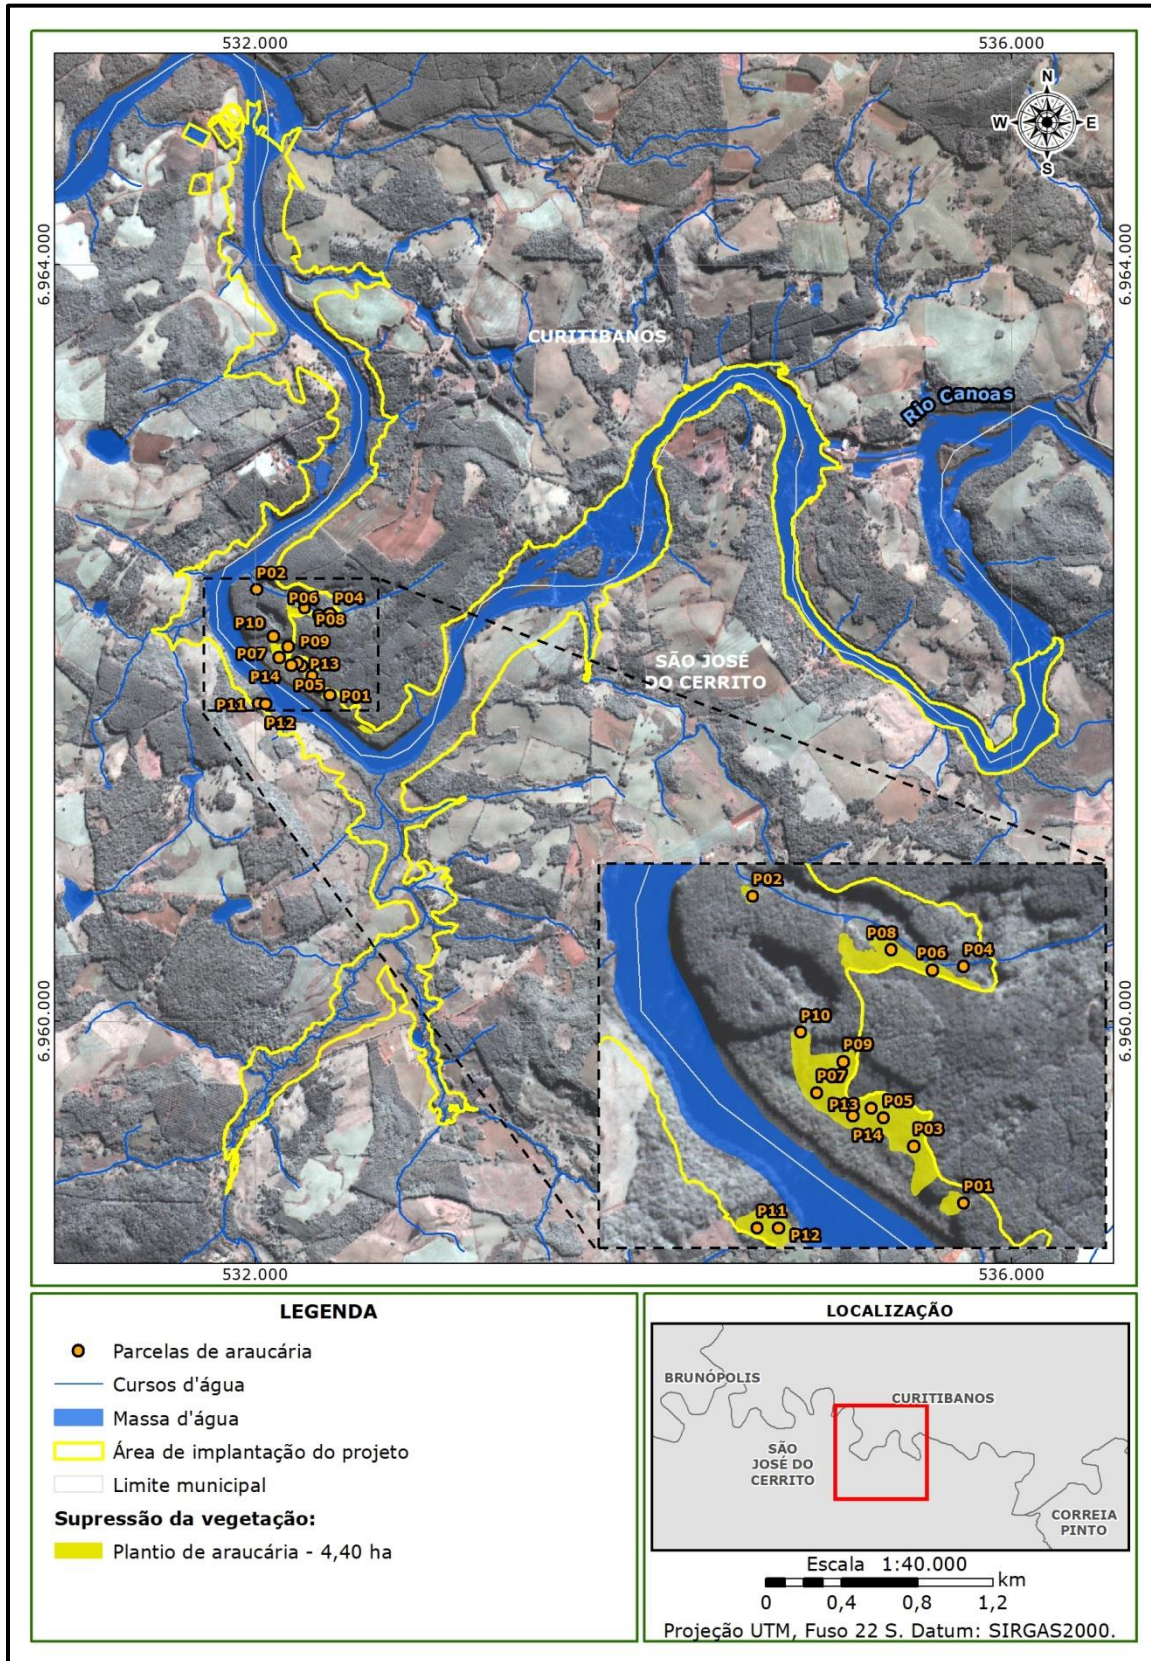 532.000
536.000
N
W
E
S
6.964.000
6.964.000
CURITIBANOS
Rio Canoas
P02
P06
P04
P08
P10
P09
P07
P13
P14
P05
P01
P11
P12
SÃO JOSÉ
DO CERRITO
6.960.000
6.960.000
P02
P08
P06
P04
P10
P09
P07
P13
P05
P14
P03
P01
P11
P12
532.000
536.000
LEGENDA
Parcelas de araucária
Cursos d'água
Massa d'água
Área de implantação do projeto
Limite municipal
Supressão da vegetação:
Plantio de araucária - 4,40 ha
LOCALIZAÇÃO
BRUNÓPOLIS
CURITIBANOS
SÃO
JOSÉ DO
CERRITO
CORREIA
PINTO
Escala 1:40.000
km
0 0,4 0,8 1,2
Projeção UTM, Fuso 22 S. Datum: SIRGAS2000.